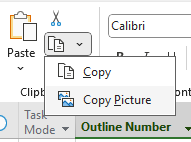 Calibri
Paste
B
Copy
Clipb
Copy Picture
Task
Mode
Outline Number